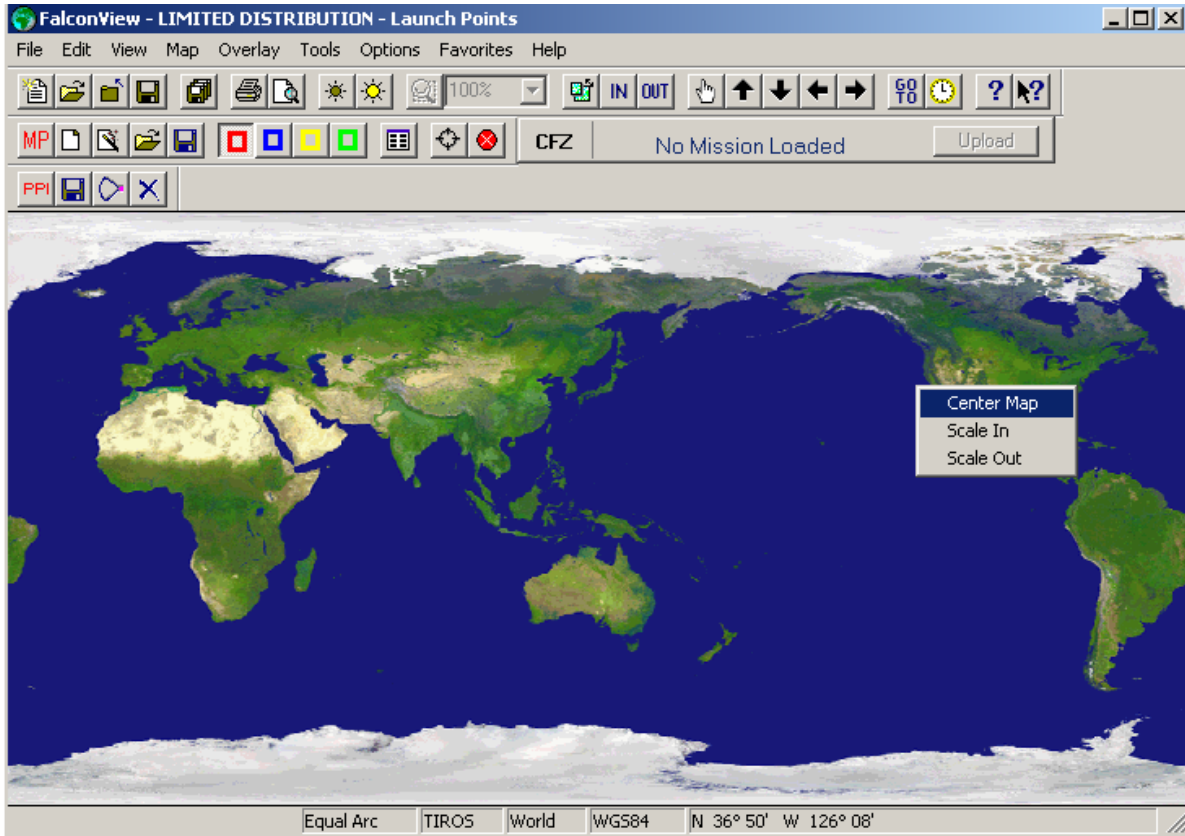 FalconView - LIMITED DISTRIBUTION - Launch Points
File Edit View Map Overlay Tools Options Favorites Help
100% IN OUT GO TO ? ?
MP CFZ No Mission Loaded Upload
PPI
Center Map
Scale In
Scale Out
Equal Arc TIROS World WGS84 N 36° 50' W 126° 08'